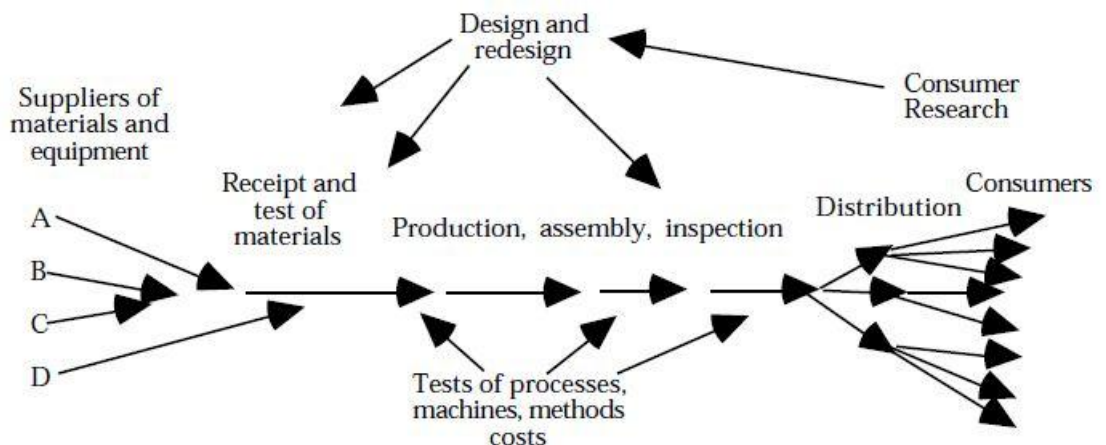 Design and
redesign
Consumer
Research
Suppliers of
materials and
equipment
Receipt and
test of
materials
Production, assembly, inspection
Distribution
Consumers
A
B
C
D
Tests of processes,
machines, methods
costs